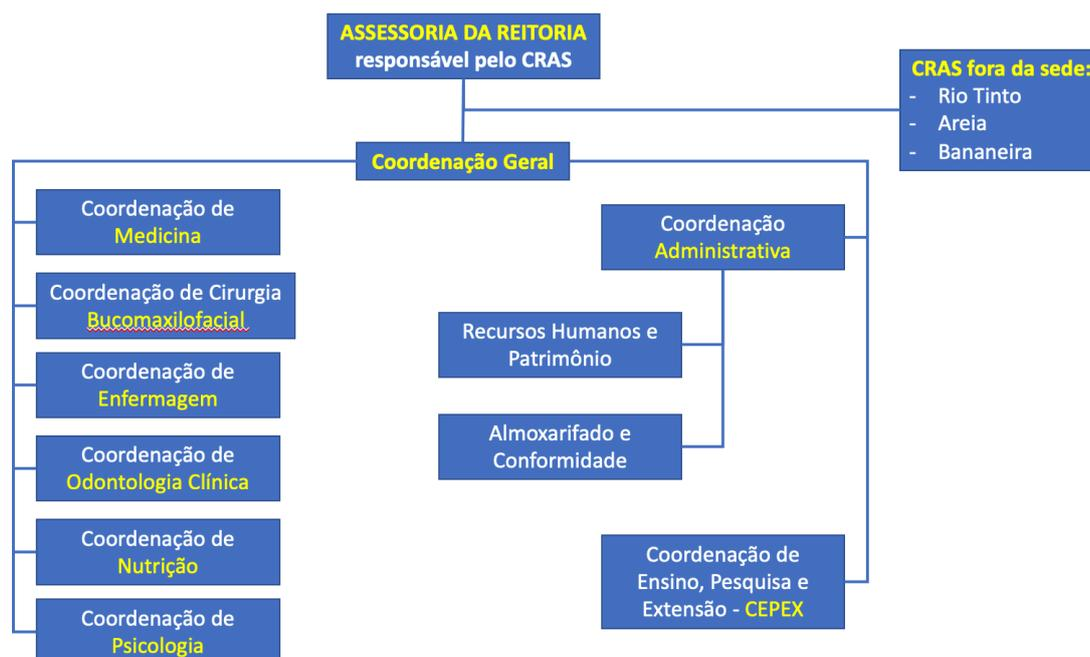 ASSESSORIA DA REITORIA
responsável pelo CRAS
CRAS fora da sede:
- Rio Tinto
- Areia
- Bananeira
Coordenação Geral
Coordenação de
Medicina
Coordenação de Cirurgia
Bucomaxilofacial
Coordenação de
Enfermagem
Coordenação de
Odontologia Clínica
Coordenação de
Nutrição
Coordenação de
Psicologia
Coordenação
Administrativa
Recursos Humanos e
Patrimônio
Almoxarifado e
Conformidade
Coordenação de
Ensino, Pesquisa e
Extensão - CEPEX